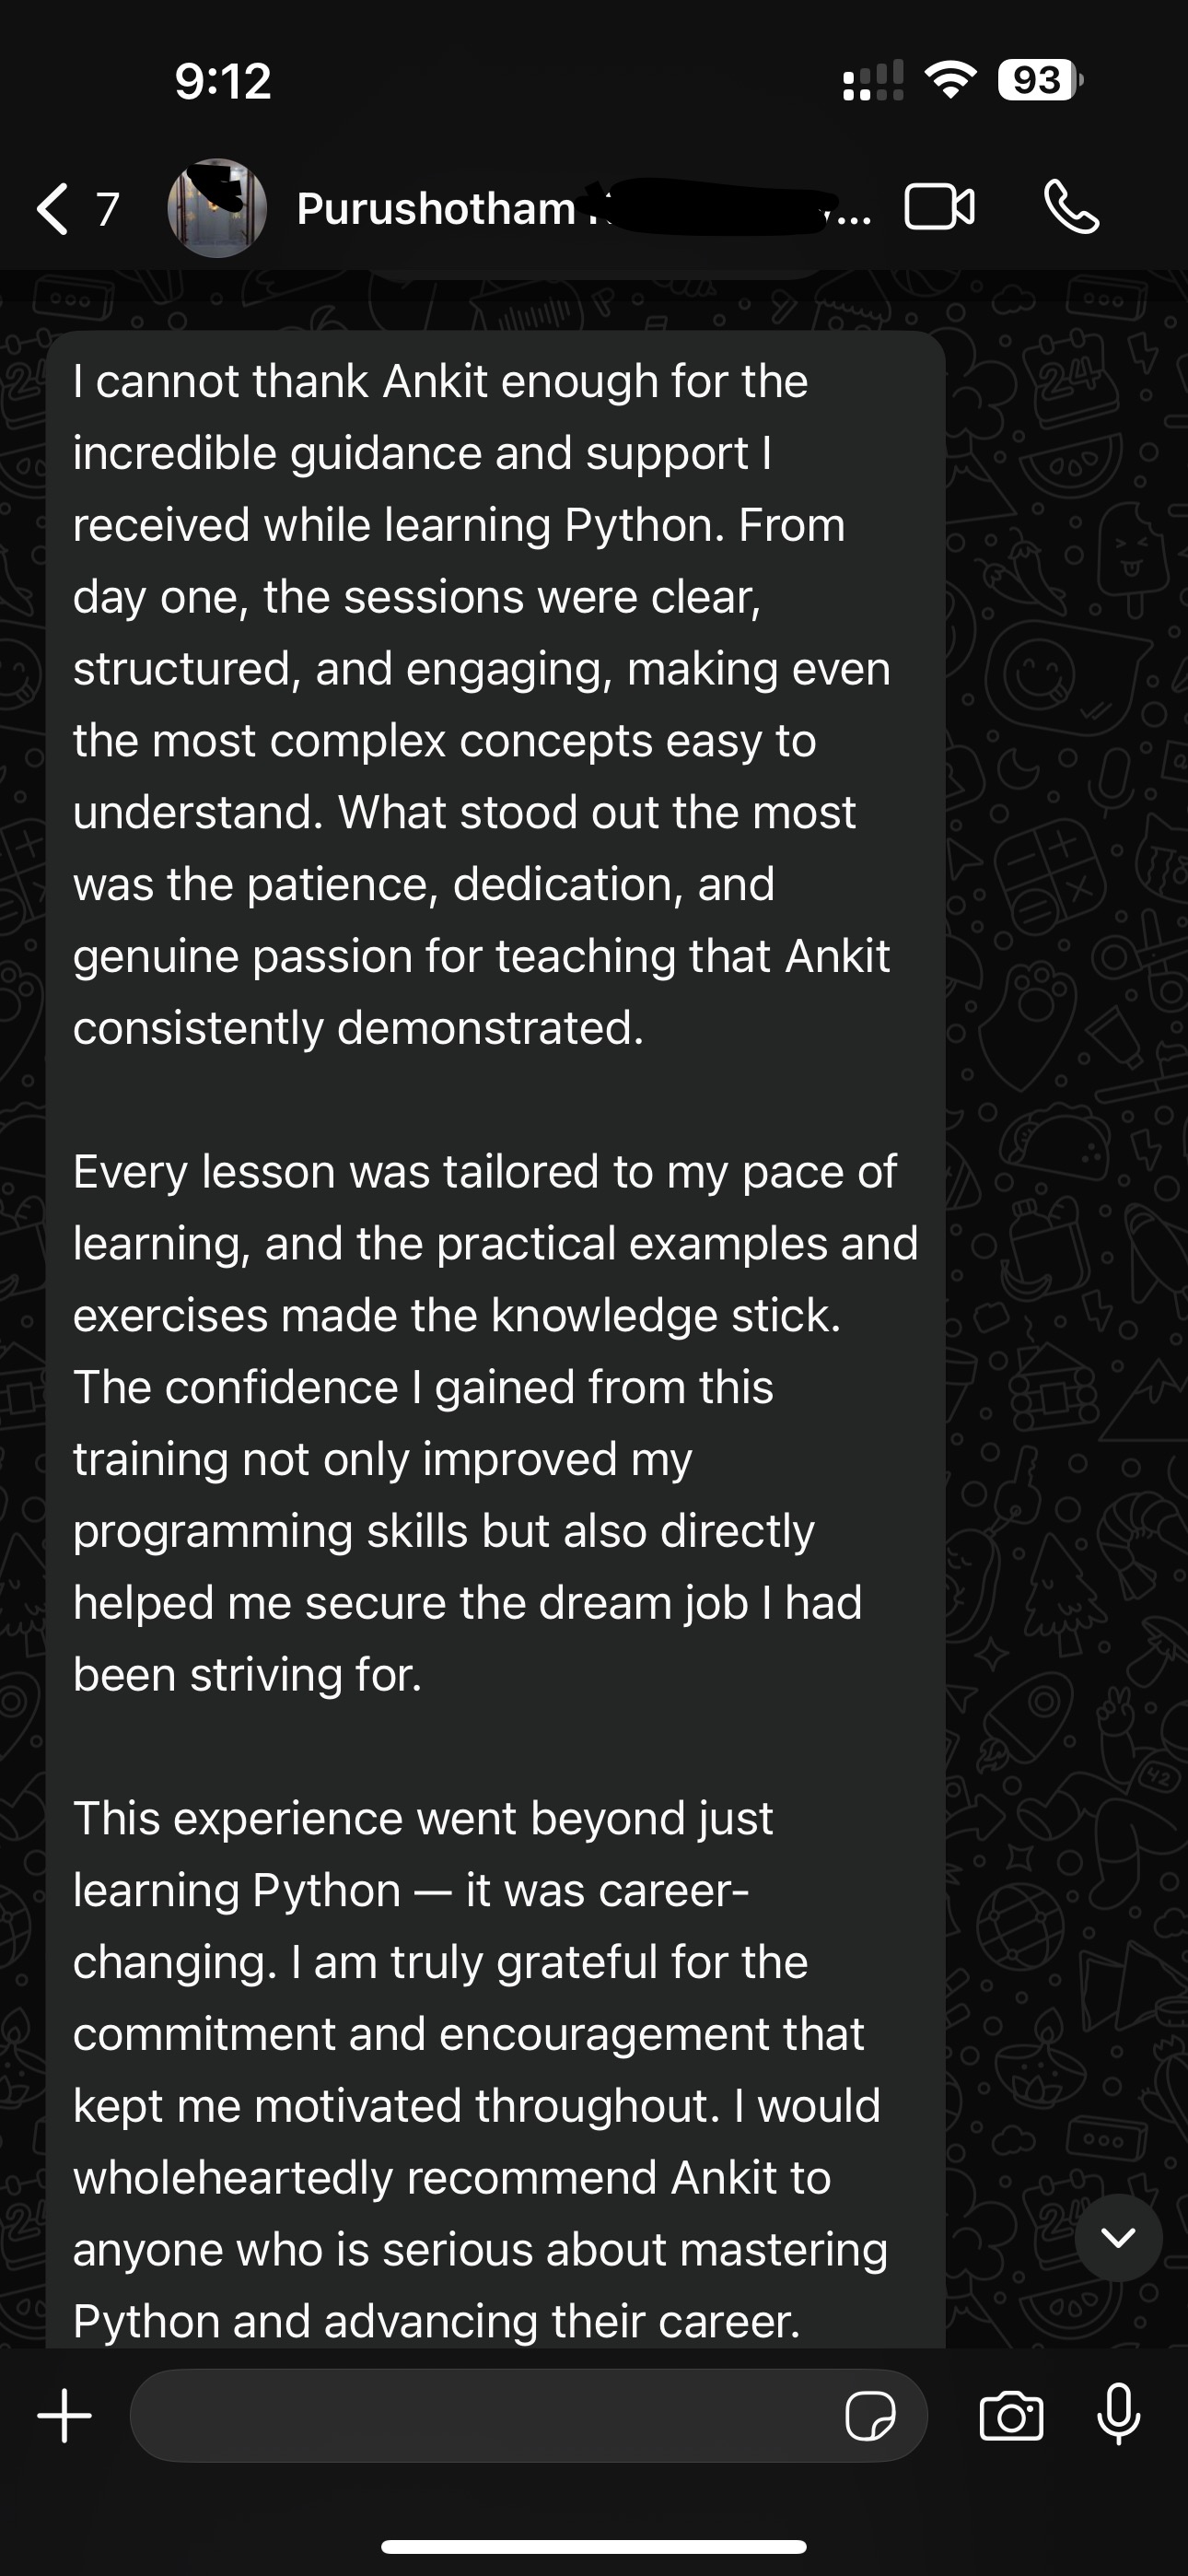 9:12
93
7
Purushotham
I cannot thank Ankit enough for the
incredible guidance and support I
received while learning Python. From
day one, the sessions were clear,
structured, and engaging, making even
the most complex concepts easy to
understand. What stood out the most
was the patience, dedication, and
genuine passion for teaching that Ankit
consistently demonstrated.
Every lesson was tailored to my pace of
learning, and the practical examples and
exercises made the knowledge stick.
The confidence I gained from this
training not only improved my
programming skills but also directly
helped me secure the dream job I had
been striving for.
This experience went beyond just
learning Python — it was career-
changing. I am truly grateful for the
commitment and encouragement that
kept me motivated throughout. I would
wholeheartedly recommend Ankit to
anyone who is serious about mastering
Python and advancing their career.